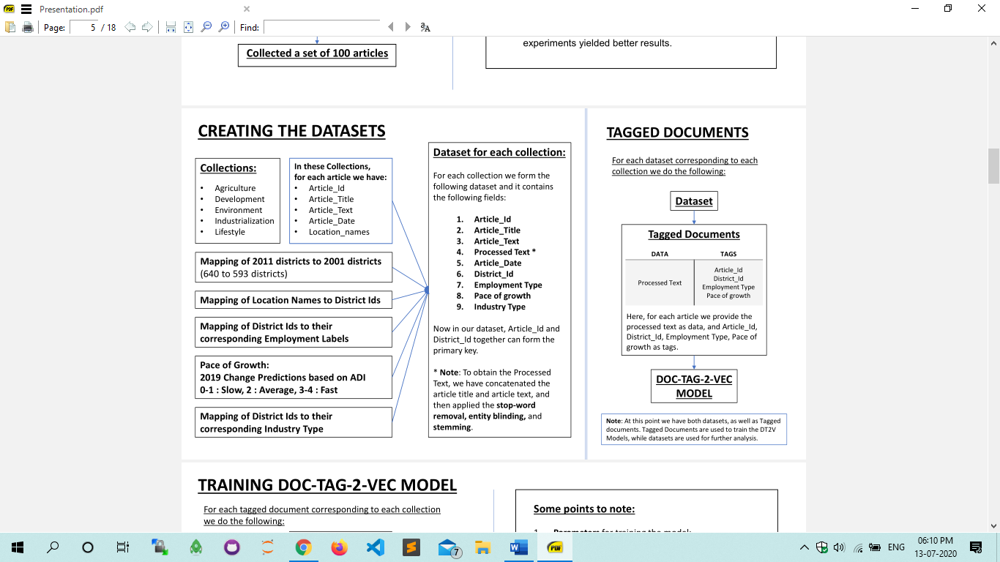 Presentation.pdf
Page: 5 / 18 Find:
experiments yielded better results.
Collected a set of 100 articles
CREATING THE DATASETS
Collections:
• Agriculture
• Development
• Environment
• Industrialization
• Lifestyle
In these Collections,
for each article we have:
• Article_Id
• Article_Title
• Article_Text
• Article_Date
• Location_names
Mapping of 2011 districts to 2001 districts
(640 to 593 districts)
Mapping of Location Names to District Ids
Mapping of District Ids to their
corresponding Employment Labels
Pace of Growth:
2019 Change Predictions based on ADI
0-1 : Slow, 2 : Average, 3-4 : Fast
Mapping of District Ids to their
corresponding Industry Type
Dataset for each collection:
For each collection we form the
following dataset and it contains
the following fields:
1. Article_Id
2. Article_Title
3. Article_Text
4. Processed Text *
5. Article_Date
6. District_Id
7. Employment Type
8. Pace of growth
9. Industry Type
Now in our dataset, Article_Id and
District_Id together can form the
primary key.
* Note: To obtain the Processed
Text, we have concatenated the
article title and article text, and
then applied the stop-word
removal, entity blinding, and
stemming.
TAGGED DOCUMENTS
For each dataset corresponding to each
collection we do the following:
Dataset
Tagged Documents
DATA TAGS
Processed Text
Article_Id
District_Id
Employment Type
Pace of growth
Here, for each article we provide the
processed text as data, and Article_Id,
District_Id, Employment Type, Pace of
growth as tags.
DOC-TAG-2-VEC
MODEL
Note: At this point we have both datasets, as well as Tagged
documents. Tagged Documents are used to train the DT2V
Models, while datasets are used for further analysis.
TRAINING DOC-TAG-2-VEC MODEL
For each tagged document corresponding to each collection
we do the following:
Some points to note:
1. Parameters for training the model:
7
ENG
06:10 PM
13-07-2020